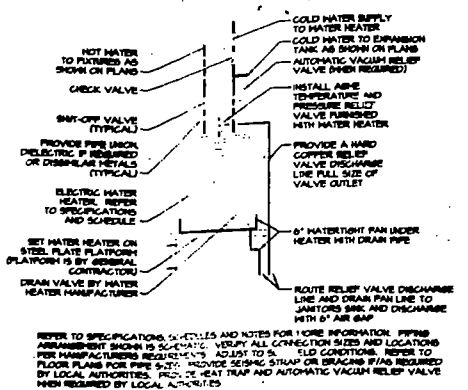 HOT WATER
TO FIXTURES AS
SHOWN ON PLANS
CHECK VALVE
SHUT-OFF VALVE
(TYPICAL)
PROVIDE PIPE UNION,
DIELECTRIC IF REQUIRED
OR DISSIMILAR METALS
(TYPICAL)
ELECTRIC WATER
HEATER. REFER
TO SPECIFICATIONS
AND SCHEDULE
SET WATER HEATER ON
STEEL PLATE PLATFORM
(PLATFORM IS BY GENERAL
CONTRACTOR)
DRAIN VALVE BY WATER
HEATER MANUFACTURER
COLD WATER SUPPLY
TO WATER HEATER
COLD WATER TO EXPANSION
TANK AS SHOWN ON PLANS
AUTOMATIC VACUUM RELIEF
VALVE (WHEN REQUIRED)
INSTALL ASME
TEMPERATURE AND
PRESSURE RELIEF
VALVE FURNISHED
WITH WATER HEATER
PROVIDE A HARD
COPPER RELIEF
VALVE DISCHARGE
LINE FULL SIZE OF
VALVE OUTLET
6" WATERTIGHT PAN UNDER
HEATER WITH DRAIN PIPE
ROUTE RELIEF VALVE DISCHARGE
LINE AND DRAIN PAN LINE TO
JANITORS SINK AND DISCHARGE
WITH 6" AIR GAP
REFER TO SPECIFICATIONS, SCHEDULES AND NOTES FOR MORE INFORMATION. PIPING
ARRANGEMENT SHOWN IS SCHEMATIC. VERIFY ALL CONNECTION SIZES AND LOCATIONS
PER MANUFACTURERS REQUIREMENTS. ADJUST TO FIELD CONDITIONS. REFER TO
FLOOR PLANS FOR PIPE SIZES. PROVIDE SEISMIC STRAP OR BRACING IF/AS REQUIRED
BY LOCAL AUTHORITIES. PROVIDE HEAT TRAP AND AUTOMATIC VACUUM RELIEF VALVE
WHEN REQUIRED BY LOCAL AUTHORITIES